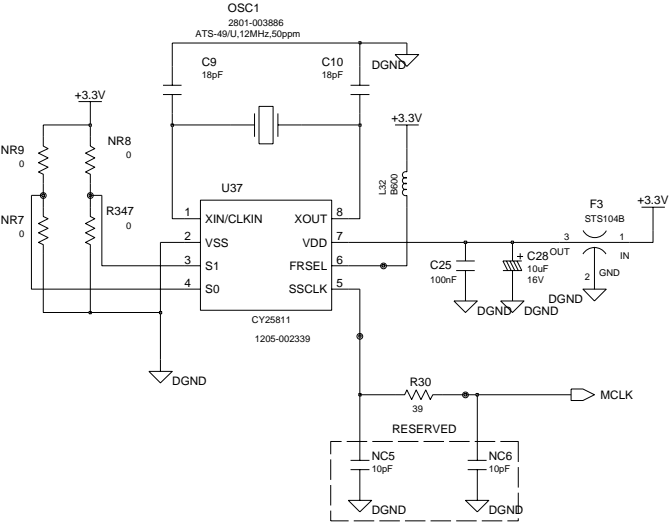 OSC1
2801-003886
ATS-49/U,12MHz,50ppm
C9
18pF
C10
18pF
DGND
+3.3V
+3.3V
NR9
0
NR8
0
L32
B600
U37
NR7
0
R347
0
F3
STS104B
+3.3V
1
XIN/CLKIN
XOUT
8
2
VSS
VDD
7
3
S1
FRSEL
6
4
S0
SSCLK
5
3
OUT
1
IN
2
GND
C25
100nF
C28
+
10uF
16V
DGND
DGND
DGND
CY25811
1205-002339
DGND
R30
39
MCLK
RESERVED
NC5
10pF
NC6
10pF
DGND
DGND